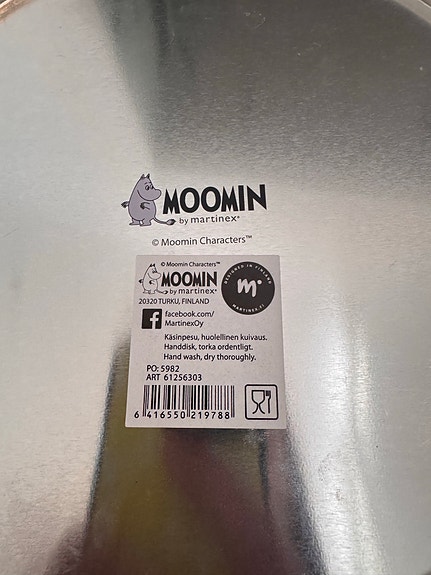 MOOMIN
by martinex®
© Moomin Characters™
© Moomin Characters™
MOOMIN
by martinex®
DESIGNED IN FINLAND
m
MARTINEX.FI
20320 TURKU, FINLAND
f facebook.com/
MartinexOy
Käsinpesu, huolellinen kuivaus.
Handdisk, torka ordentligt.
Hand wash, dry thoroughly.
PO: 5982
ART 61256303
6 416550 219788